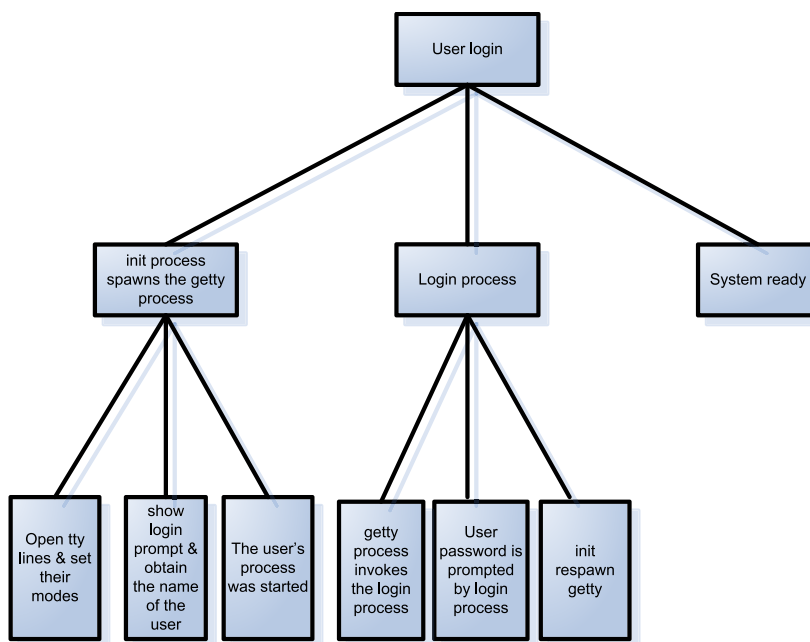 User login
init process
spawns the getty
process
Login process
System ready
Open tty
lines & set
their
modes
show
login
prompt &
obtain
the name
of the
user
The user's
process
was started
getty
process
invokes
the login
process
User
password is
prompted
by login
process
init
respawn
getty